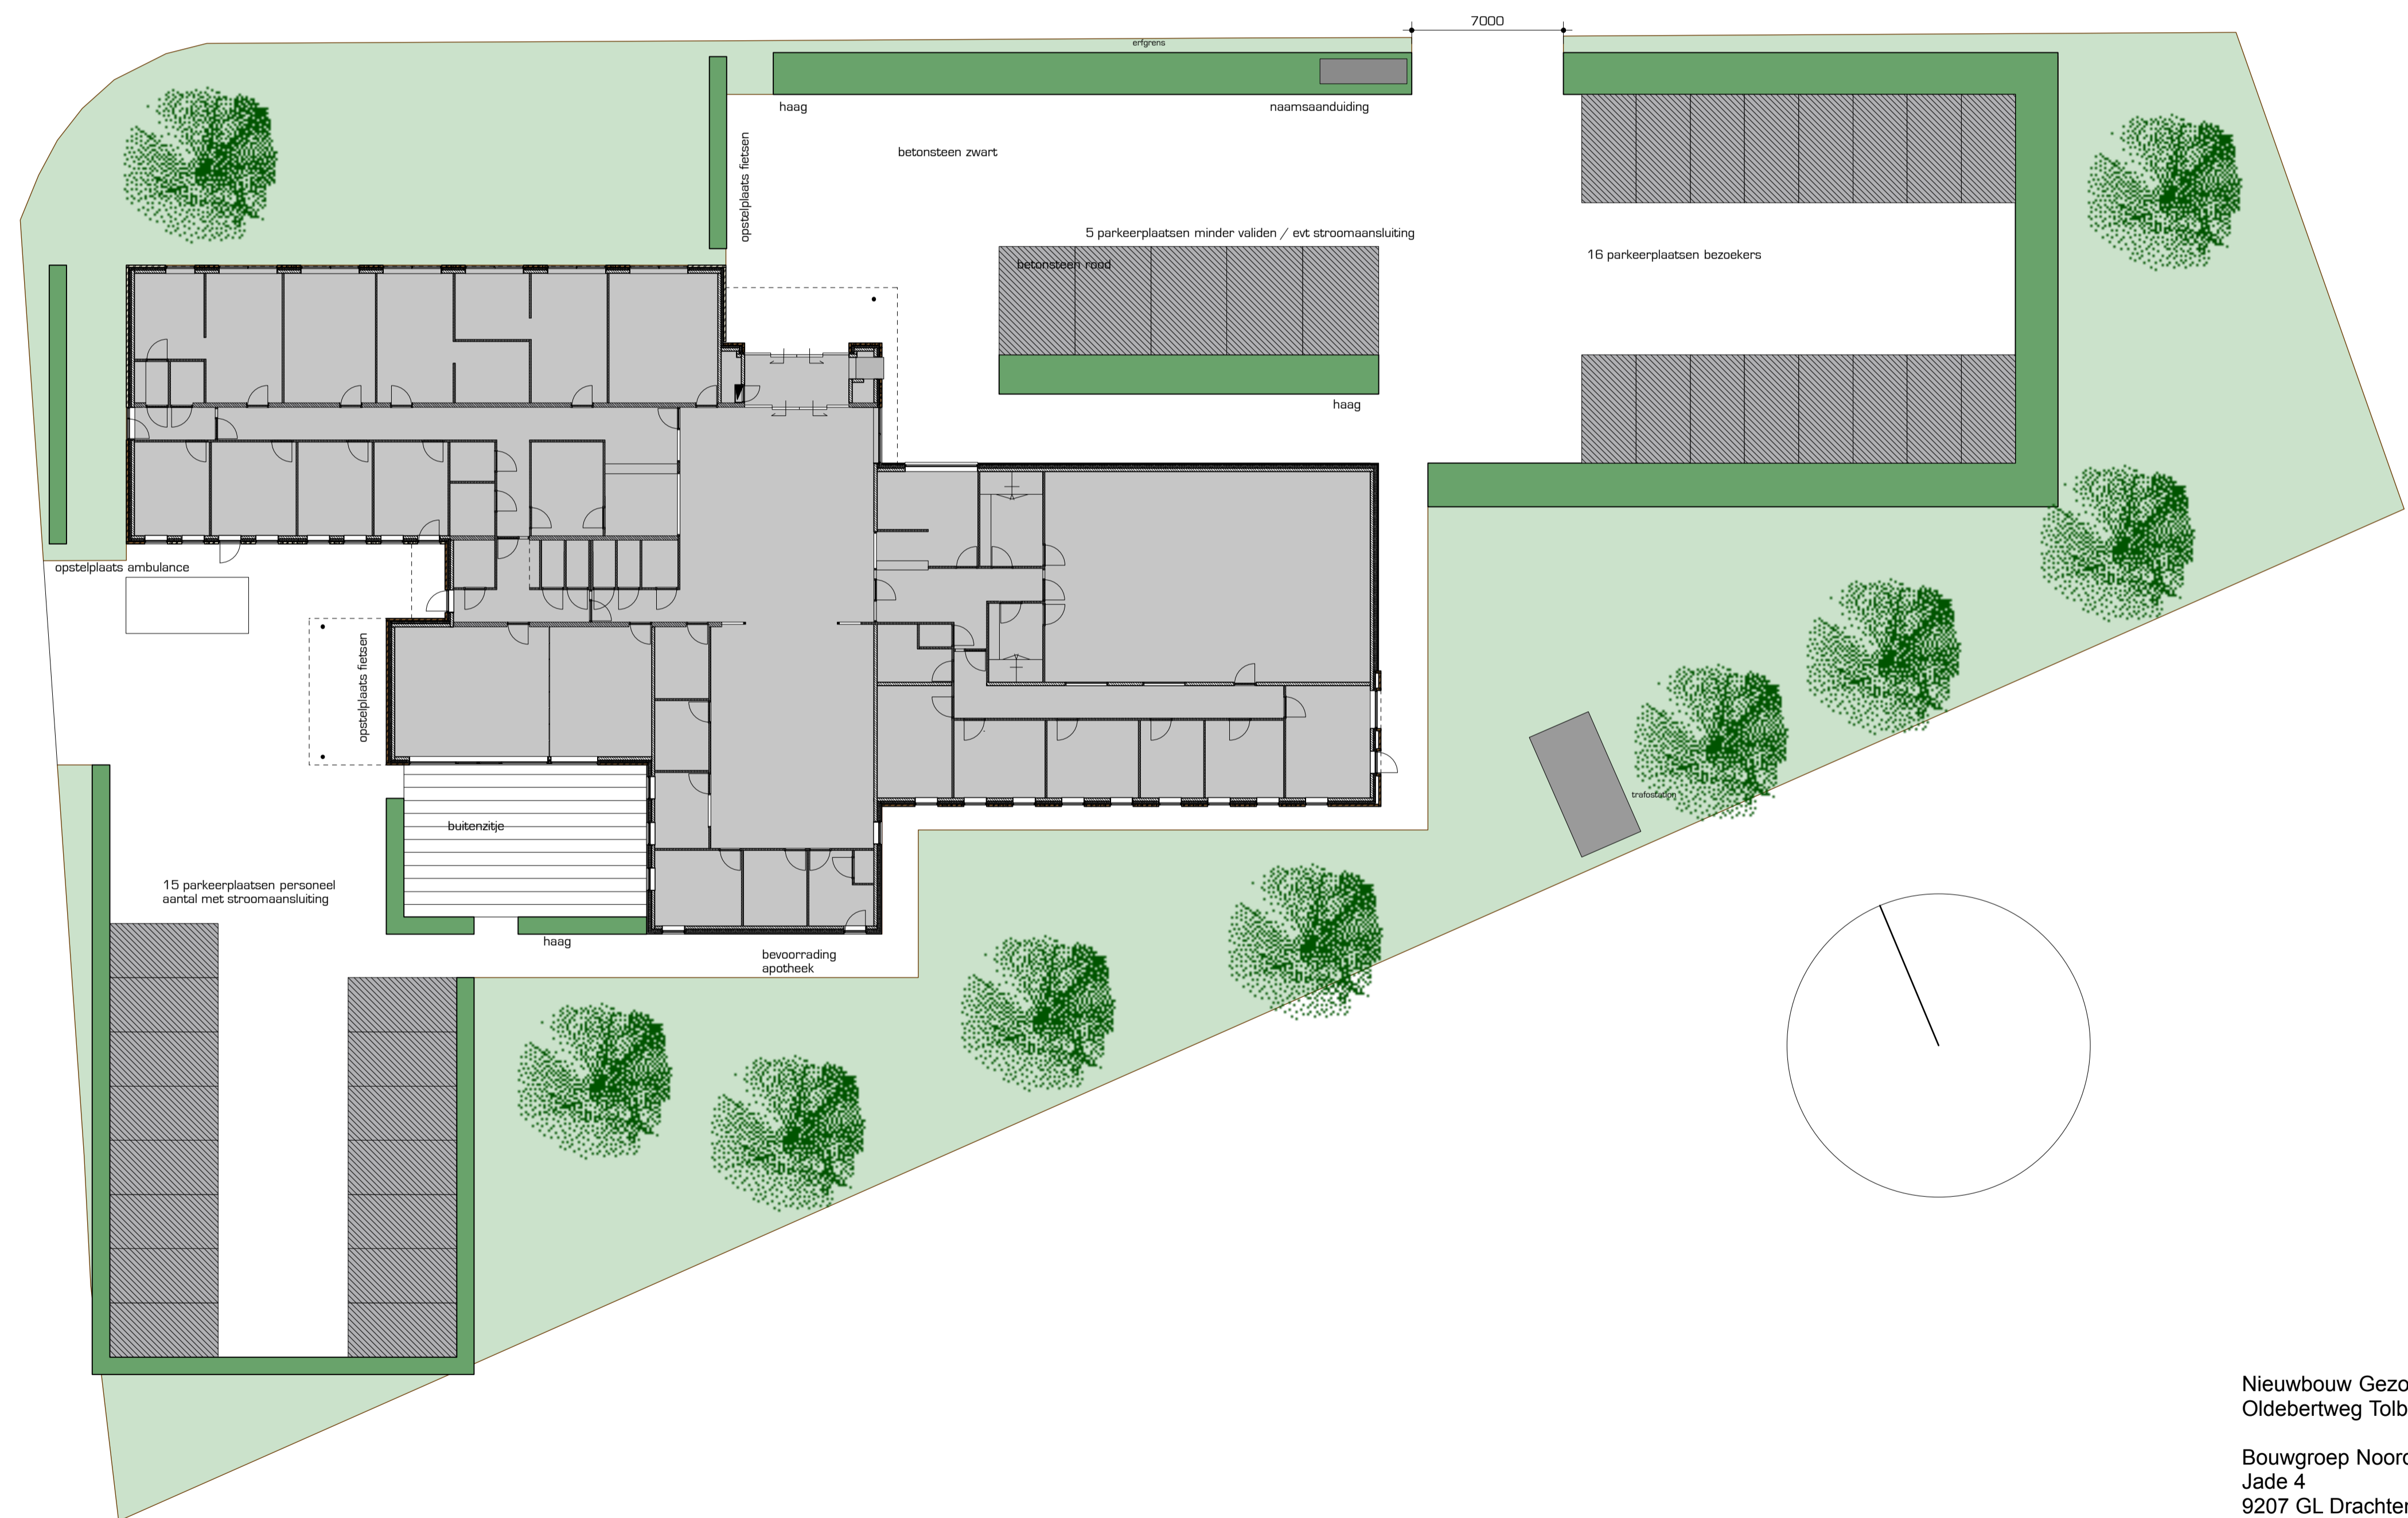 7000
erfgrens
haag
naamsaanduiding
opstelplaats fietsen
betonsteen zwart
5 parkeerplaatsen minder validen / evt stroomaansluiting
betonsteen rood
16 parkeerplaatsen bezoekers
haag
opstelplaats ambulance
opstelplaats fietsen
trafostation
buitenzitje
15 parkeerplaatsen personeel
aantal met stroomaansluiting
haag
bevoorrading
apotheek
Nieuwbouw Gezo
Oldebertweg Tolb
Bouwgroep Noord
Jade 4
9207 GL Drachten